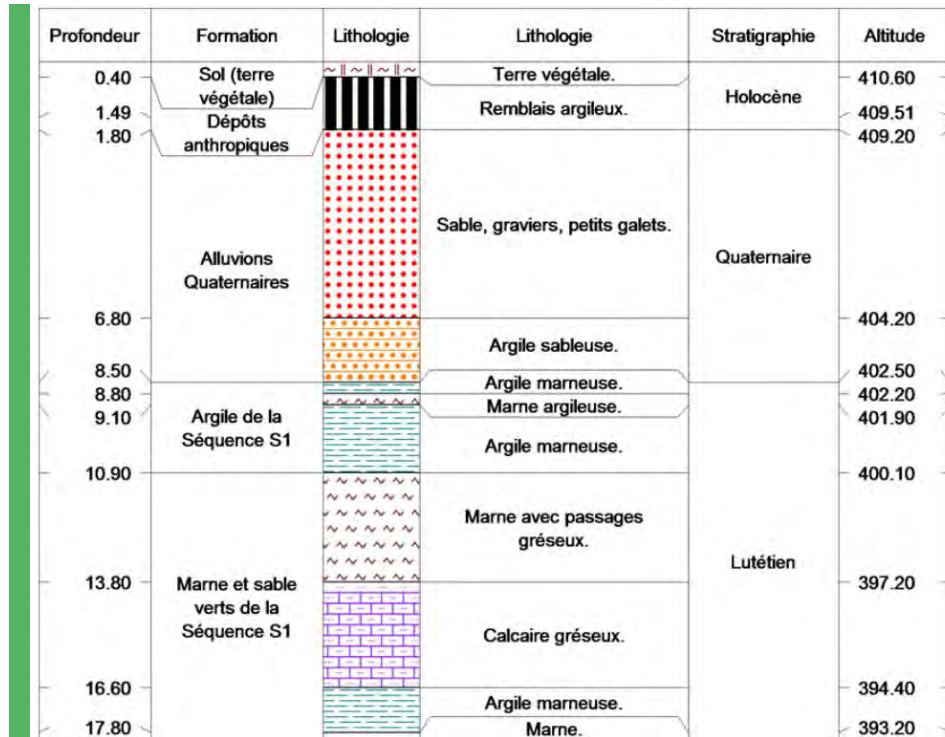 Profondeur Formation Lithologie Lithologie Stratigraphie Altitude
0.40 Sol (terre végétale) Terre végétale. 410.60
Holocène
1.49 Remblais argileux. 409.51
1.80 Dépôts anthropiques 409.20
Sable, graviers, petits galets.
Alluvions Quaternaires
Quaternaire
6.80 404.20
Argile sableuse.
8.50 402.50
Argile marneuse.
8.80 402.20
Marne argileuse.
9.10 401.90
Argile de la Séquence S1
Argile marneuse.
10.90 400.10
Marne avec passages gréseux.
Lutétien
13.80 397.20
Marne et sable verts de la Séquence S1
Calcaire gréseux.
16.60 394.40
Argile marneuse.
17.80 Marne. 393.20